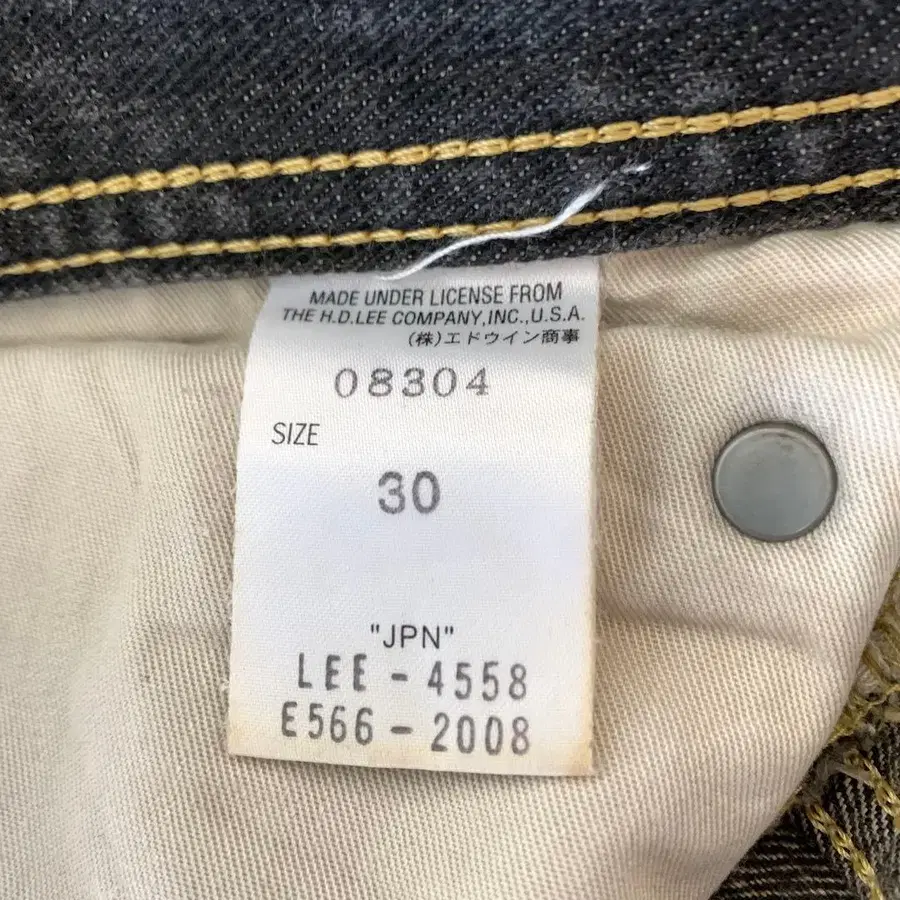 MADE UNDER LICENSE FROM
THE H.D.LEE COMPANY,INC.,U.S.A.
(株)エドウイン商事
08304
SIZE
30
"JPN"
LEE - 4558
E566 - 2008